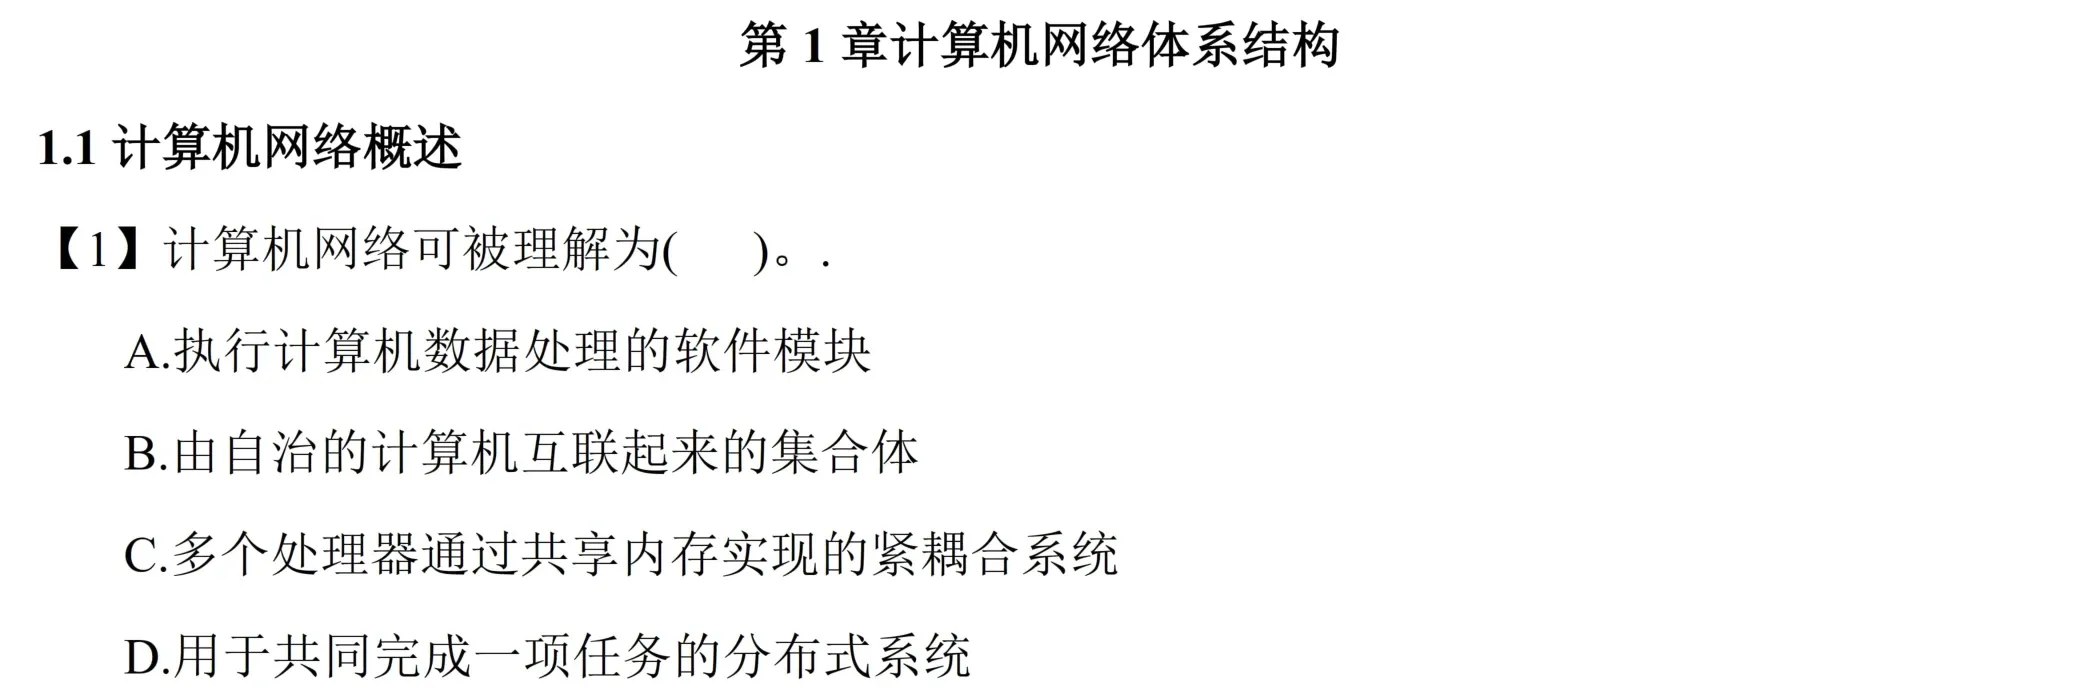 第 1 章计算机网络体系结构
1.1 计算机网络概述
【1】计算机网络可被理解为(      )。.
A.执行计算机数据处理的软件模块
B.由自治的计算机互联起来的集合体
C.多个处理器通过共享内存实现的紧耦合系统
D.用于共同完成一项任务的分布式系统